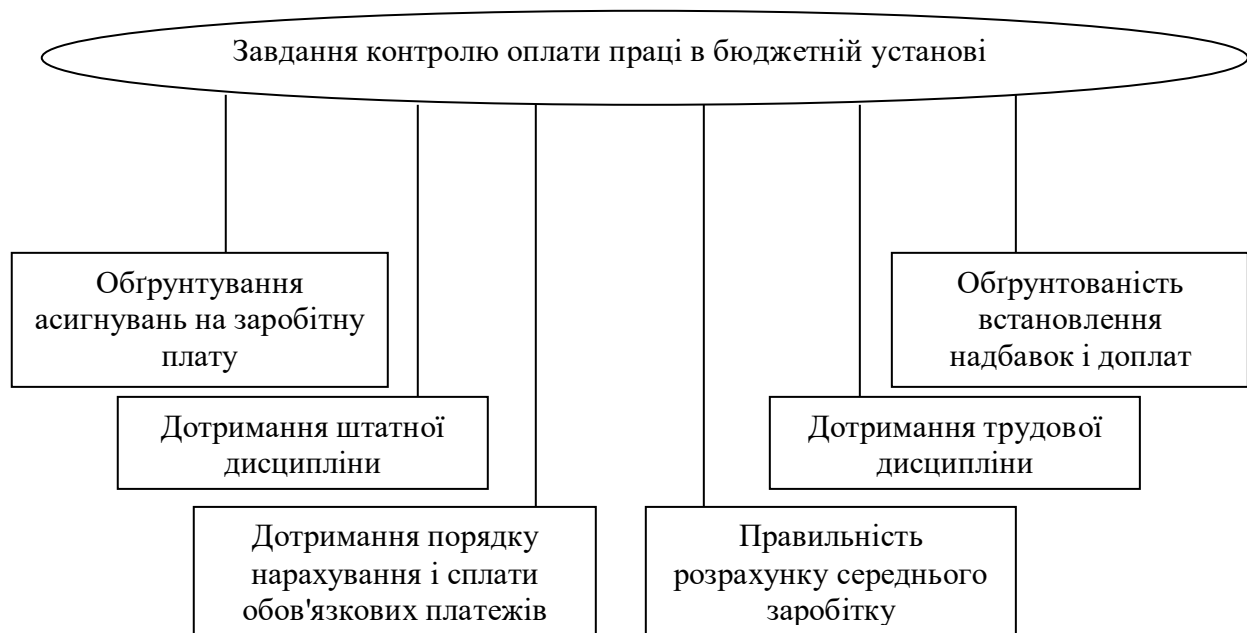 Завдання контролю оплати праці в бюджетній установі
Обґрунтування
асигнувань на заробітну
плату
Обґрунтованість
встановлення
надбавок і доплат
Дотримання штатної
дисципліни
Дотримання трудової
дисципліни
Дотримання порядку
нарахування і сплати
обов'язкових платежів
Правильність
розрахунку середнього
заробітку